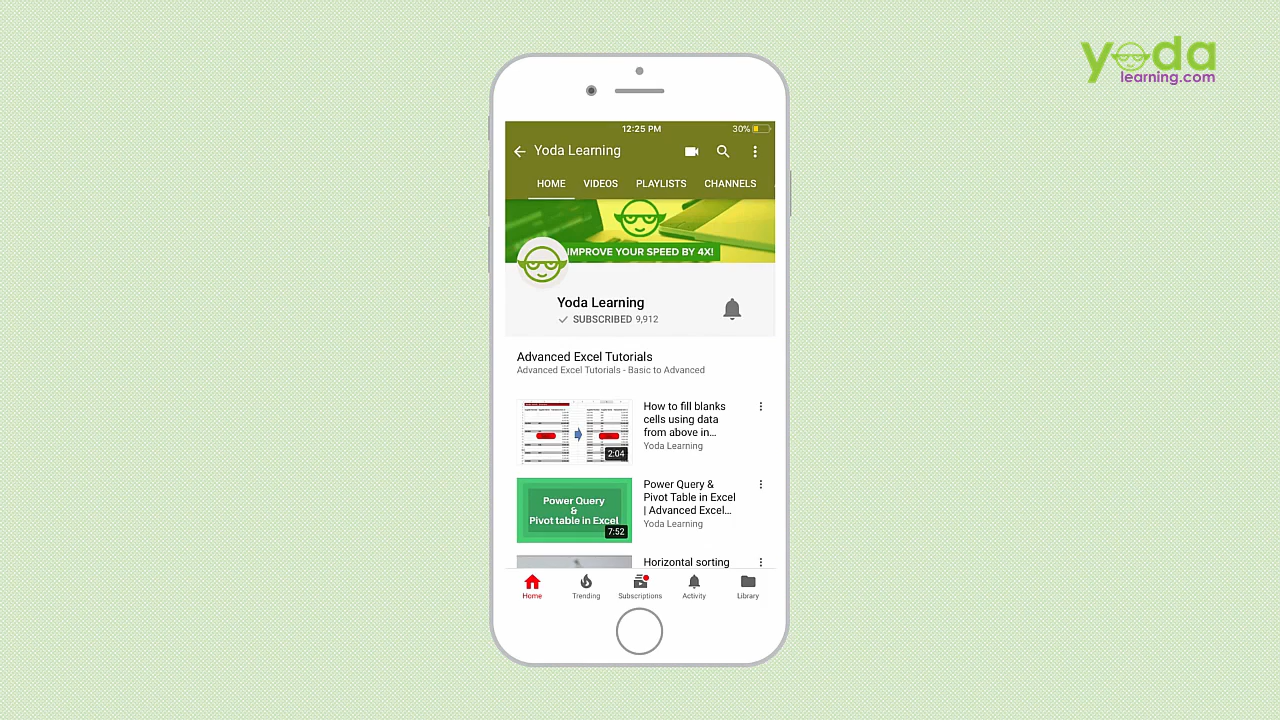 yoda
learning.com
12:25 PM
30%
Yoda Learning
HOME VIDEOS PLAYLISTS CHANNELS
IMPROVE YOUR SPEED BY 4X!
Yoda Learning
SUBSCRIBED 9,912
Advanced Excel Tutorials
Advanced Excel Tutorials - Basic to Advanced
How to fill blanks
cells using data
from above in...
Yoda Learning
2:04
Power Query
&
Pivot table in Excel
7:52
Power Query &
Pivot Table in Excel
| Advanced Excel...
Yoda Learning
Horizontal sorting
Home Trending Subscriptions Activity Library